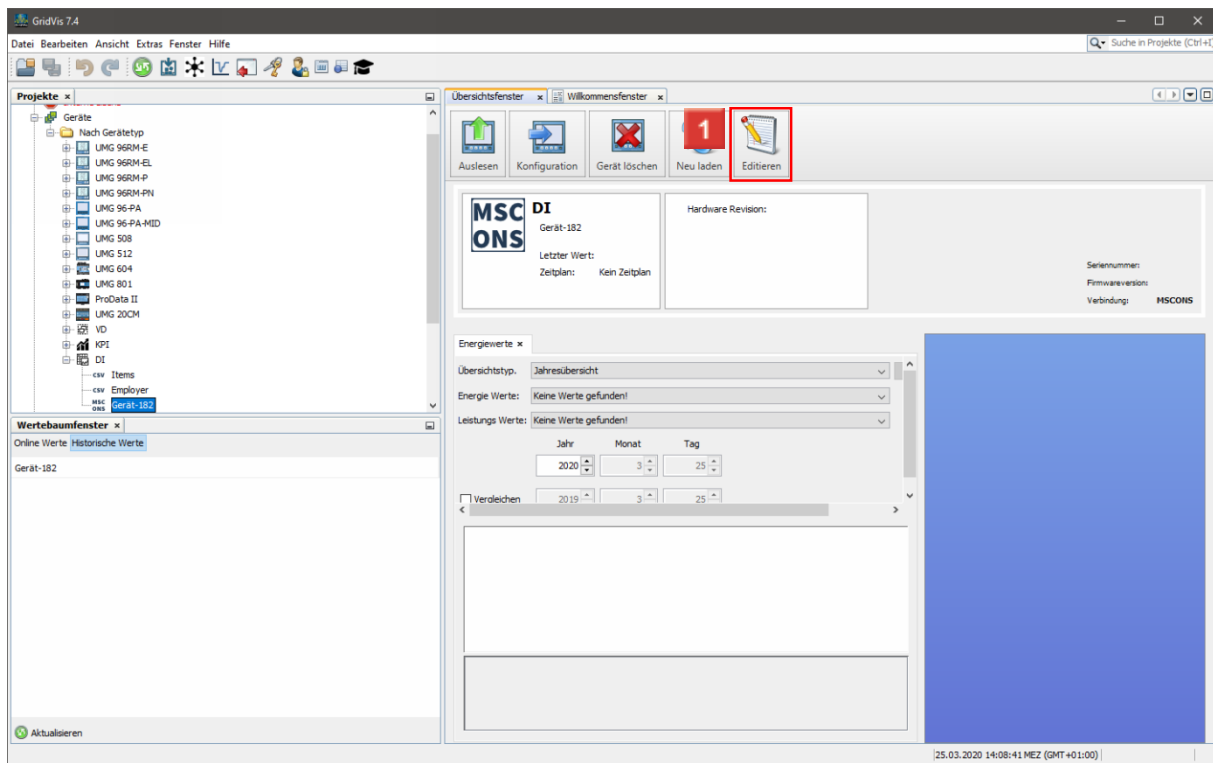 GridVis 7.4
Datei Bearbeiten Ansicht Extras Fenster Hilfe
Suche in Projekte (Ctrl+I)
Projekte
Geräte
Nach Gerätetyp
UMG 96RM-E
UMG 96RM-EL
UMG 96RM-P
UMG 96RM-PN
UMG 96-PA
UMG 96-PA-MID
UMG 508
UMG 512
UMG 604
UMG 801
ProData II
UMG 20CM
VD
KPI
DI
csv Items
csv Employer
MSC ONS Gerät-182
Wertebaumfenster
Online Werte Historische Werte
Gerät-182
Aktualisieren
Übersichtsfenster Willkommensfenster
1
Auslesen Konfiguration Gerät löschen Neu laden Editieren
MSC
ONS
DI
Gerät-182
Letzter Wert:
Zeitplan: Kein Zeitplan
Hardware Revision:
Seriennummer:
Firmwareversion:
Verbindung: MSCONS
Energiewerte
Übersichtstyp. Jahresübersicht
Energie Werte: Keine Werte gefunden!
Leistungs Werte: Keine Werte gefunden!
Jahr Monat Tag
2020 3 25
Vergleichen 2019 3 25
25.03.2020 14:08:41 MEZ (GMT+01:00)